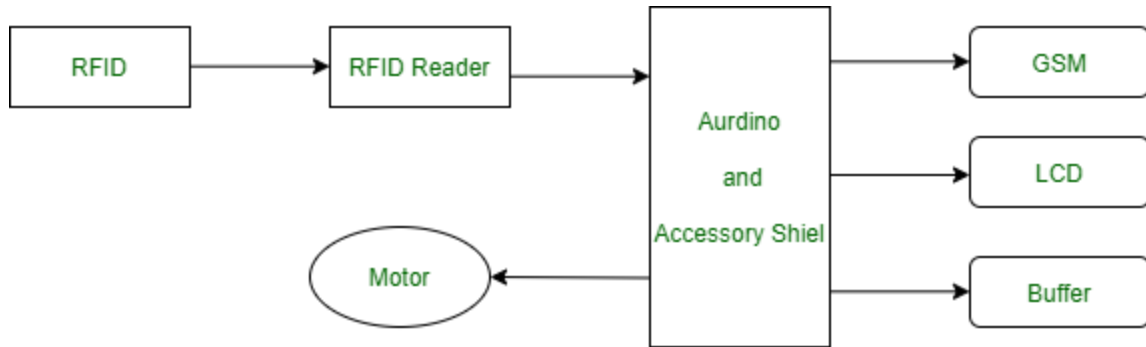 RFID
RFID Reader
Aurdino
and
Accessory Shiel
GSM
LCD
Buffer
Motor